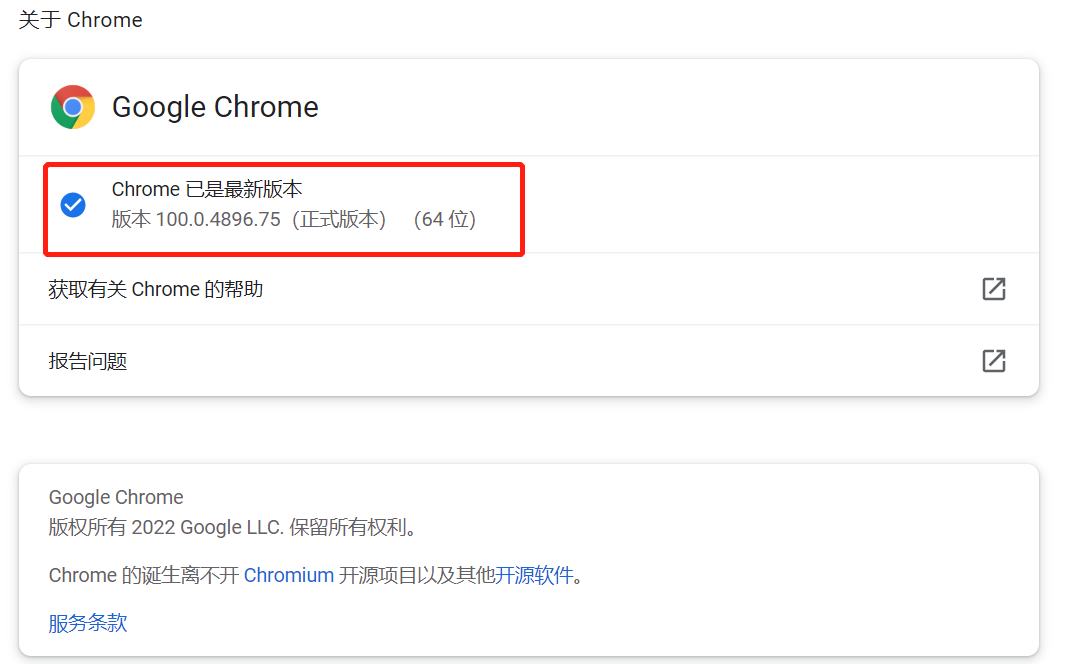 关于 Chrome
Google Chrome
Chrome 已是最新版本
版本 100.0.4896.75（正式版本） （64 位）
获取有关 Chrome 的帮助
报告问题
Google Chrome
版权所有 2022 Google LLC. 保留所有权利。
Chrome 的诞生离不开 Chromium 开源项目以及其他开源软件。
服务条款